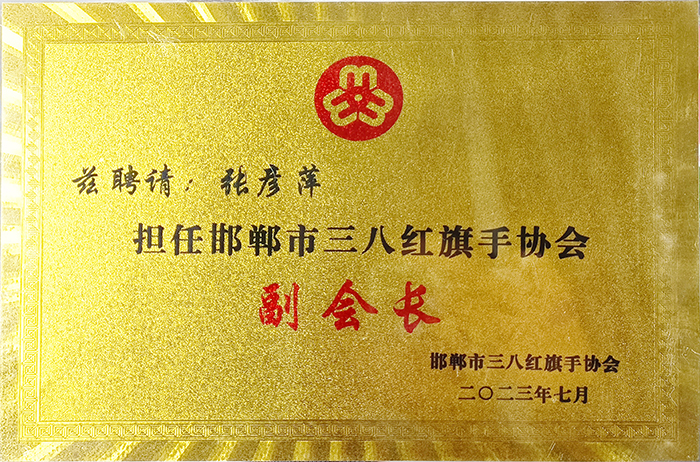 兹聘请：张彦萍
担任邯郸市三八红旗手协会
副会长
邯郸市三八红旗手协会
二〇二三年七月